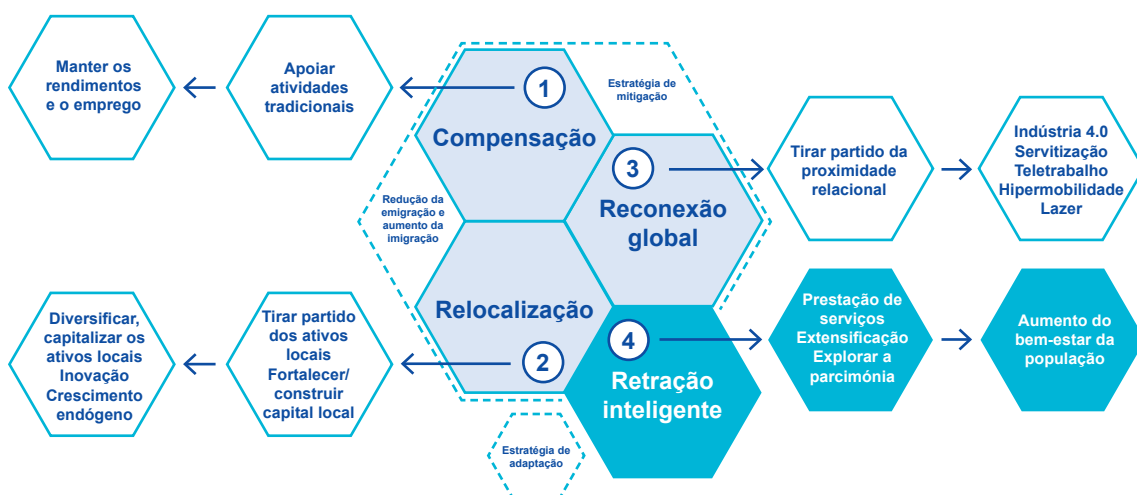 Manter os
rendimentos
e o emprego
Apoiar
atividades
tradicionais
1
Compensação
Estratégia de
mitigação
3
Reconexão
global
Tirar partido da
proximidade
relacional
Indústria 4.0
Servitização
Teletrabalho
Hipermobilidade
Lazer
Redução da
emigração e
aumento da
imigração
Relocalização
2
Tirar partido
dos ativos
locais
Fortalecer/
construir
capital local
Diversificar,
capitalizar os
ativos locais
Inovação
Crescimento
endógeno
4
Retração
inteligente
Prestação de
serviços
Extensificação
Explorar a
parcimónia
Aumento do
bem-estar da
população
Estratégia de
adaptação